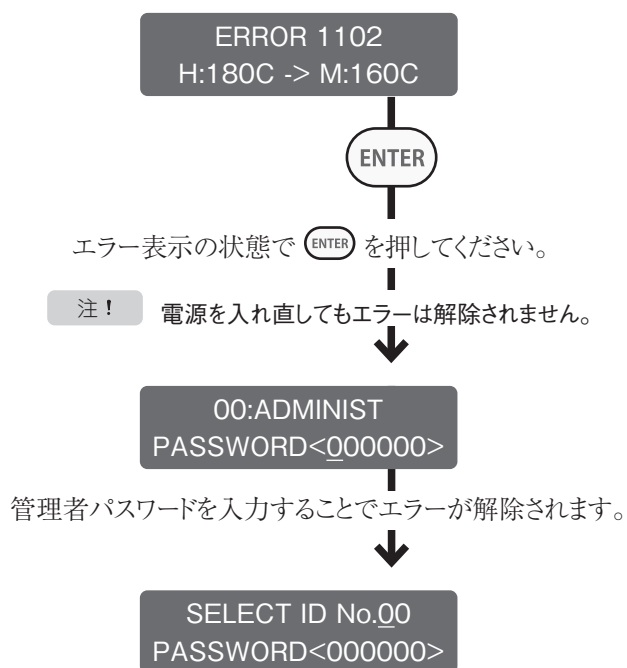 ERROR 1102
H:180C -> M:160C
ENTER
エラー表示の状態で ENTER を押してください。
注！ 電源を入れ直してもエラーは解除されません。
00:ADMINIST
PASSWORD<000000>
管理者パスワードを入力することでエラーが解除されます。
SELECT ID No.00
PASSWORD<000000>